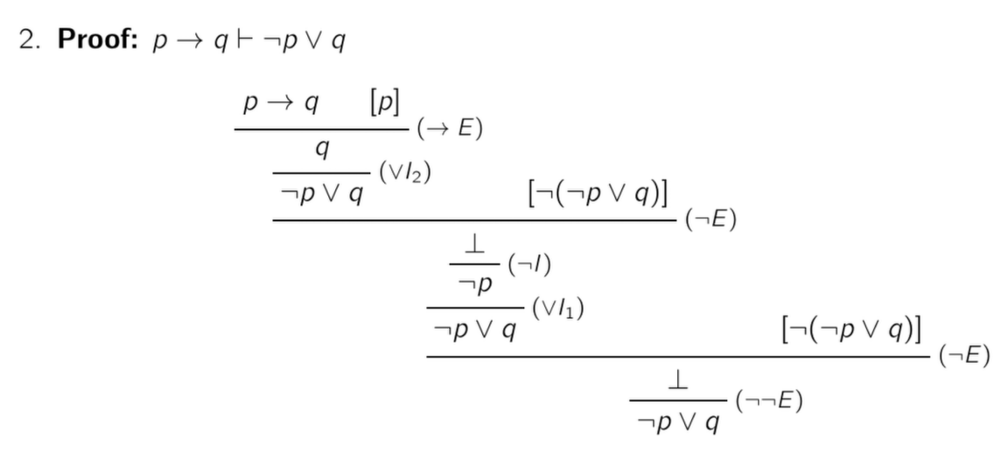 2. Proof: p → q ⊢ ¬p ∨ q
p → q [p]
(→ E)
q
(∨I₂)
¬p ∨ q [¬(¬p ∨ q)]
(¬E)
⊥
(¬I)
¬p
(∨I₁)
¬p ∨ q [¬(¬p ∨ q)]
(¬E)
⊥
(¬¬E)
¬p ∨ q